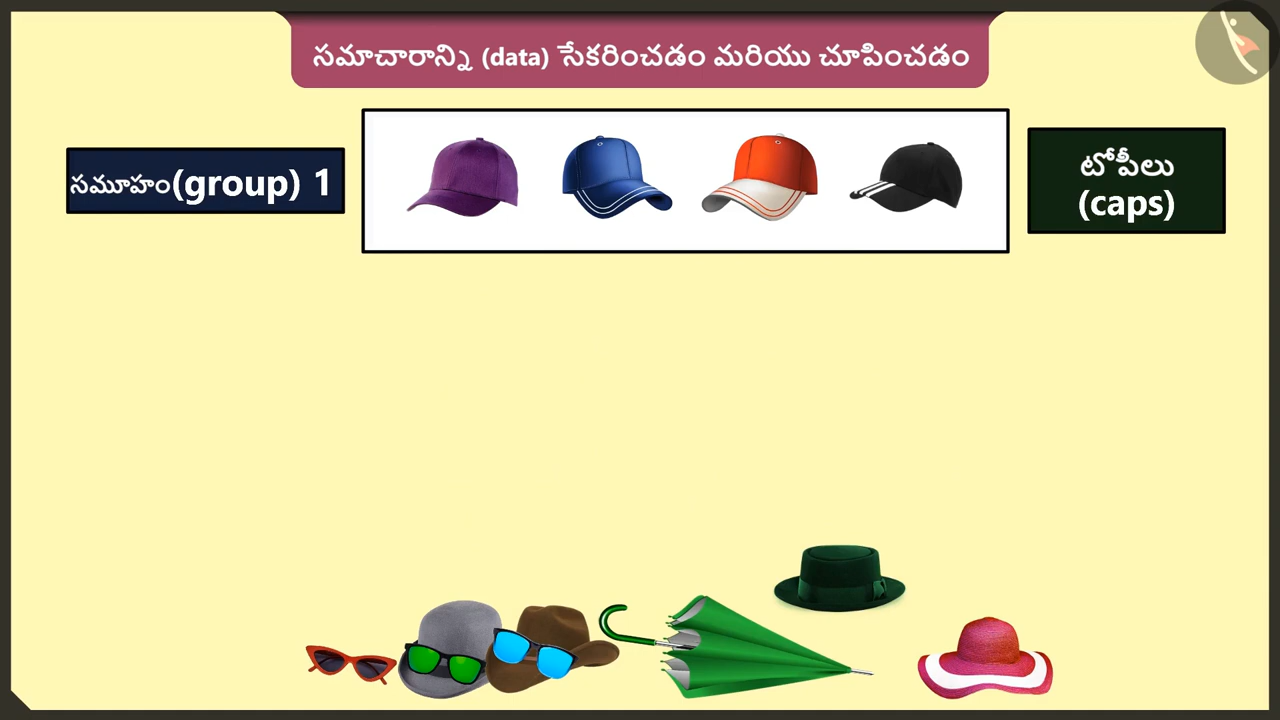 సమాచారాన్ని (data) సేకరించడం మరియు చూపించడం
సమూహం(group) 1
టోపీలు
(caps)